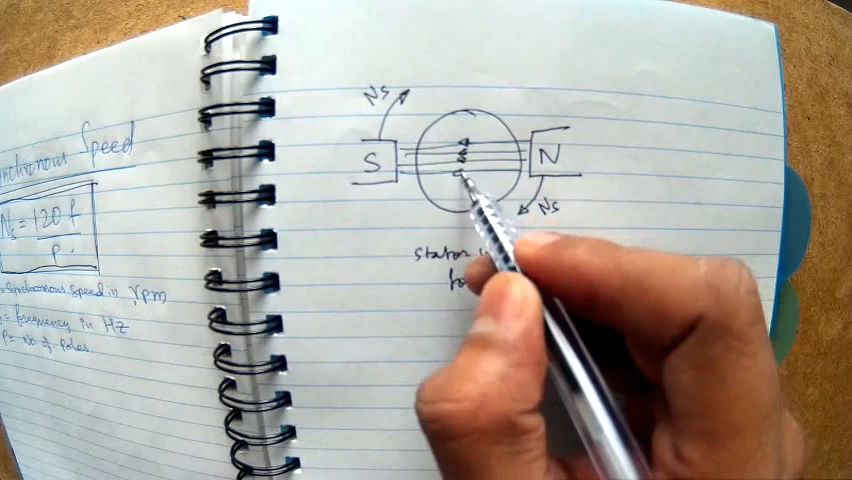 Synchronous Speed
Ns = 120 f
P.
= Synchronous Speed in rpm
= frequency in Hz
P = No of Poles.
Ns
S
N
Ns
stator